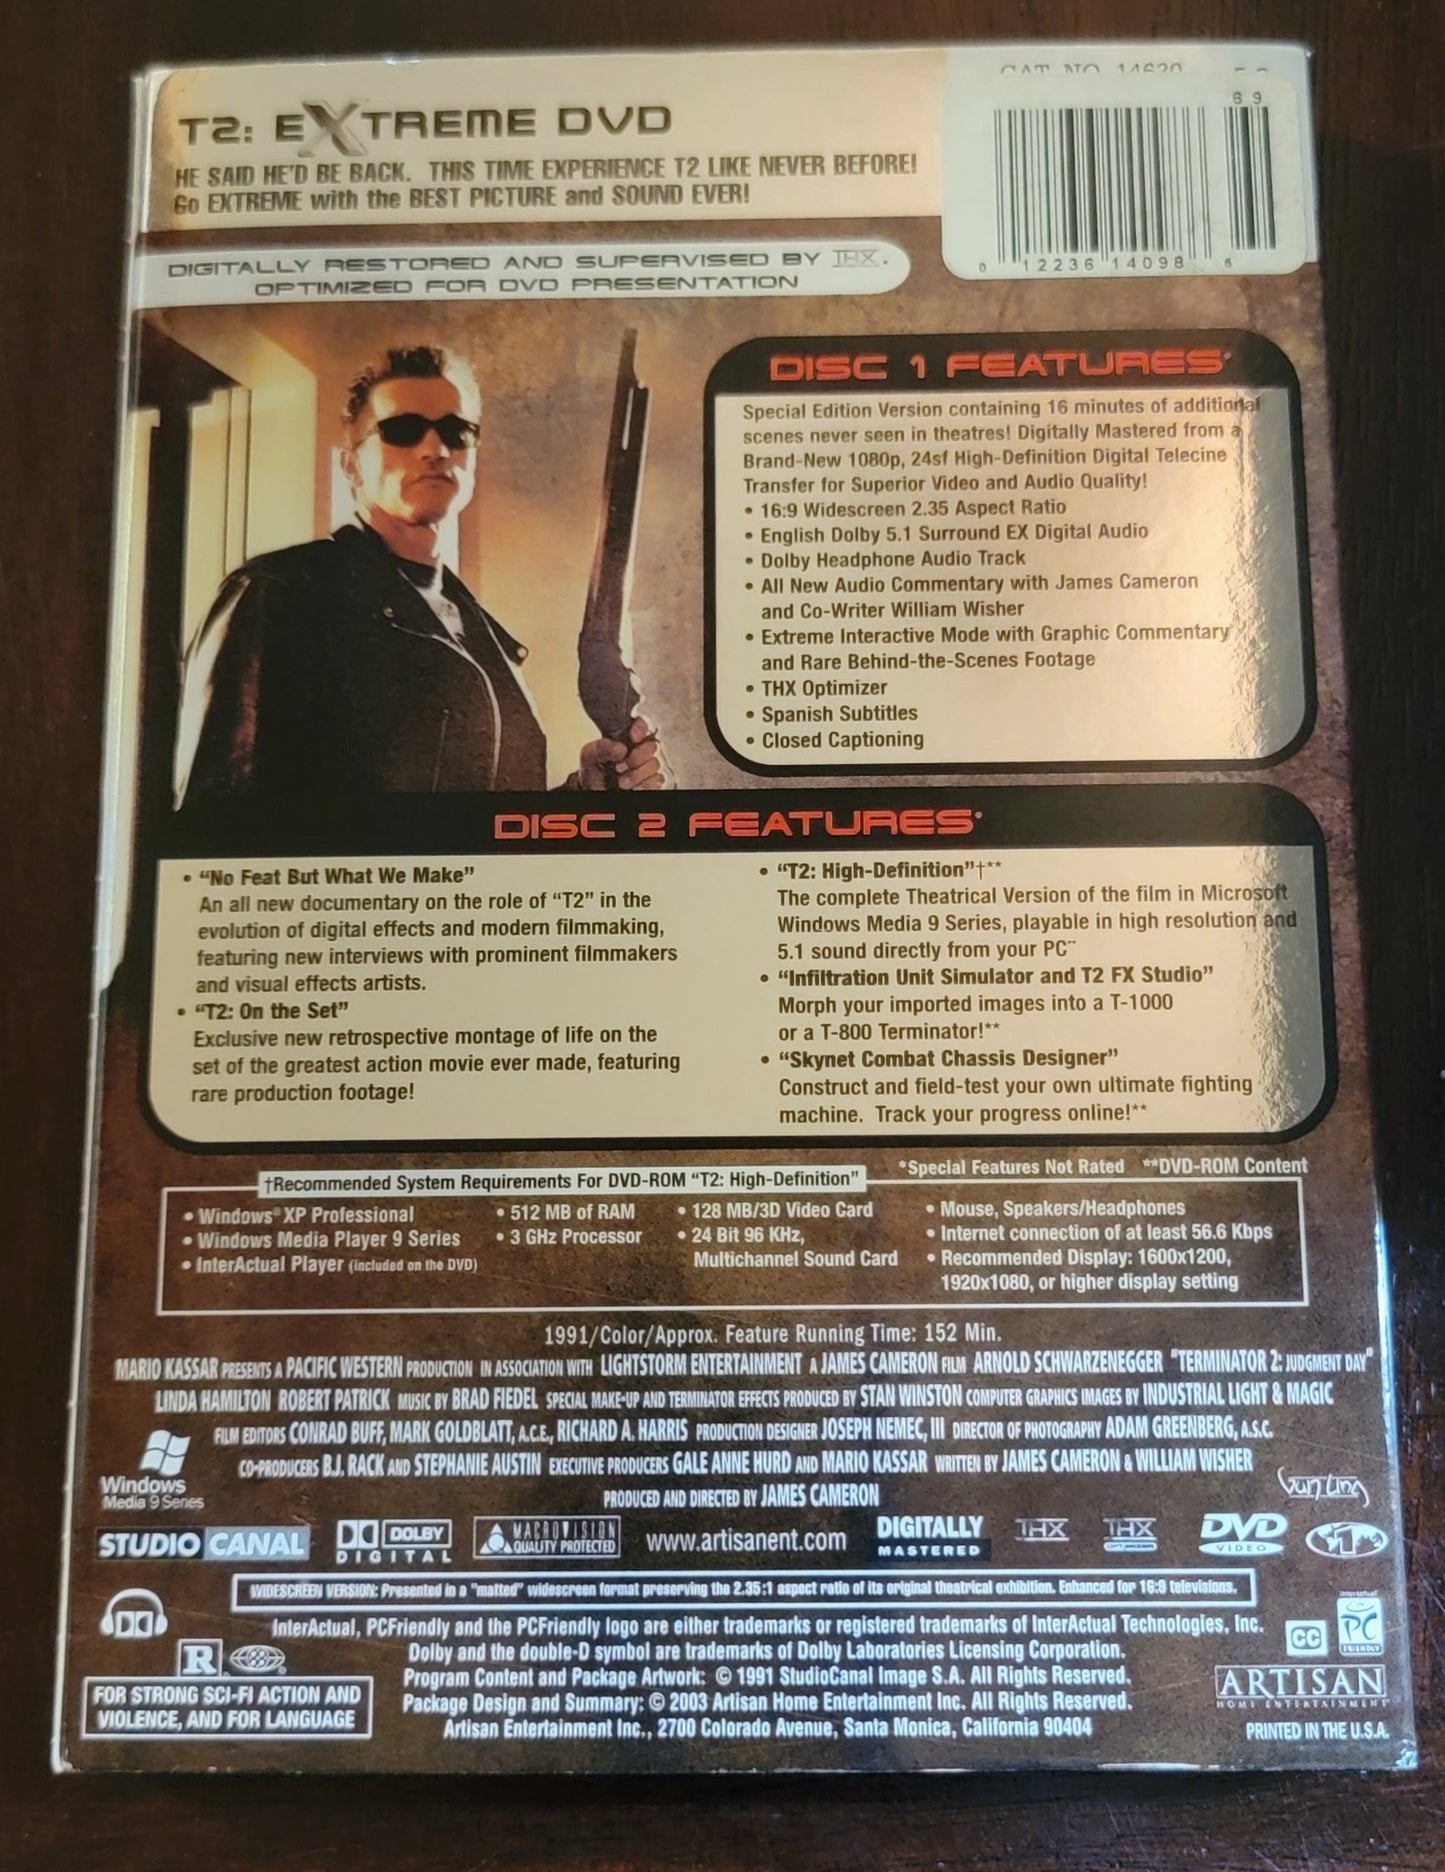 CAT. NO. 14620
T2: EXTREME DVD
HE SAID HE'D BE BACK. THIS TIME EXPERIENCE T2 LIKE NEVER BEFORE!
Go EXTREME with the BEST PICTURE and SOUND EVER!
69
0 12236 14098 6
DIGITALLY RESTORED AND SUPERVISED BY THX.
OPTIMIZED FOR DVD PRESENTATION
DISC 1 FEATURES*
Special Edition Version containing 16 minutes of additional
scenes never seen in theatres! Digitally Mastered from a
Brand-New 1080p, 24sf High-Definition Digital Telecine
Transfer for Superior Video and Audio Quality!
• 16:9 Widescreen 2.35 Aspect Ratio
• English Dolby 5.1 Surround EX Digital Audio
• Dolby Headphone Audio Track
• All New Audio Commentary with James Cameron
and Co-Writer William Wisher
• Extreme Interactive Mode with Graphic Commentary
and Rare Behind-the-Scenes Footage
• THX Optimizer
• Spanish Subtitles
• Closed Captioning
DISC 2 FEATURES*
• “No Feat But What We Make”
An all new documentary on the role of “T2” in the
evolution of digital effects and modern filmmaking,
featuring new interviews with prominent filmmakers
and visual effects artists.
• “T2: On the Set”
Exclusive new retrospective montage of life on the
set of the greatest action movie ever made, featuring
rare production footage!
• “T2: High-Definition”†**
The complete Theatrical Version of the film in Microsoft
Windows Media 9 Series, playable in high resolution and
5.1 sound directly from your PC**
• “Infiltration Unit Simulator and T2 FX Studio”
Morph your imported images into a T-1000
or a T-800 Terminator!**
• “Skynet Combat Chassis Designer”
Construct and field-test your own ultimate fighting
machine. Track your progress online!**
*Special Features Not Rated **DVD-ROM Content
†Recommended System Requirements For DVD-ROM “T2: High-Definition”
• Windows® XP Professional
• Windows Media Player 9 Series
• InterActual Player (included on the DVD)
• 512 MB of RAM
• 3 GHz Processor
• 128 MB/3D Video Card
• 24 Bit 96 KHz,
Multichannel Sound Card
• Mouse, Speakers/Headphones
• Internet connection of at least 56.6 Kbps
• Recommended Display: 1600x1200,
1920x1080, or higher display setting
1991/Color/Approx. Feature Running Time: 152 Min.
MARIO KASSAR PRESENTS A PACIFIC WESTERN PRODUCTION IN ASSOCIATION WITH LIGHTSTORM ENTERTAINMENT A JAMES CAMERON FILM ARNOLD SCHWARZENEGGER "TERMINATOR 2: JUDGMENT DAY"
LINDA HAMILTON ROBERT PATRICK MUSIC BY BRAD FIEDEL SPECIAL MAKE-UP AND TERMINATOR EFFECTS PRODUCED BY STAN WINSTON COMPUTER GRAPHICS IMAGES BY INDUSTRIAL LIGHT & MAGIC
FILM EDITORS CONRAD BUFF, MARK GOLDBLATT, A.C.E., RICHARD A. HARRIS PRODUCTION DESIGNER JOSEPH NEMEC, III DIRECTOR OF PHOTOGRAPHY ADAM GREENBERG, A.S.C.
CO-PRODUCERS B.J. RACK AND STEPHANIE AUSTIN EXECUTIVE PRODUCERS GALE ANNE HURD AND MARIO KASSAR WRITTEN BY JAMES CAMERON & WILLIAM WISHER
PRODUCED AND DIRECTED BY JAMES CAMERON
Windows
Media 9 Series
Van Ling
STUDIO CANAL
DOLBY
DIGITAL
MACROVISION
QUALITY PROTECTED
www.artisanent.com
DIGITALLY
MASTERED
THX
THX
DVD
VIDEO
1
WIDESCREEN VERSION: Presented in a "matted" widescreen format preserving the 2.35:1 aspect ratio of its original theatrical exhibition. Enhanced for 16:9 televisions.
InterActual, PCFriendly and the PCFriendly logo are either trademarks or registered trademarks of InterActual Technologies, Inc.
Dolby and the double-D symbol are trademarks of Dolby Laboratories Licensing Corporation.
Program Content and Package Artwork: © 1991 StudioCanal Image S.A. All Rights Reserved.
Package Design and Summary: © 2003 Artisan Home Entertainment Inc. All Rights Reserved.
Artisan Entertainment Inc., 2700 Colorado Avenue, Santa Monica, California 90404
R
FOR STRONG SCI-FI ACTION AND
VIOLENCE, AND FOR LANGUAGE
CC
interactual
PC
FRIENDLY
ARTISAN
HOME ENTERTAINMENT
PRINTED IN THE U.S.A.